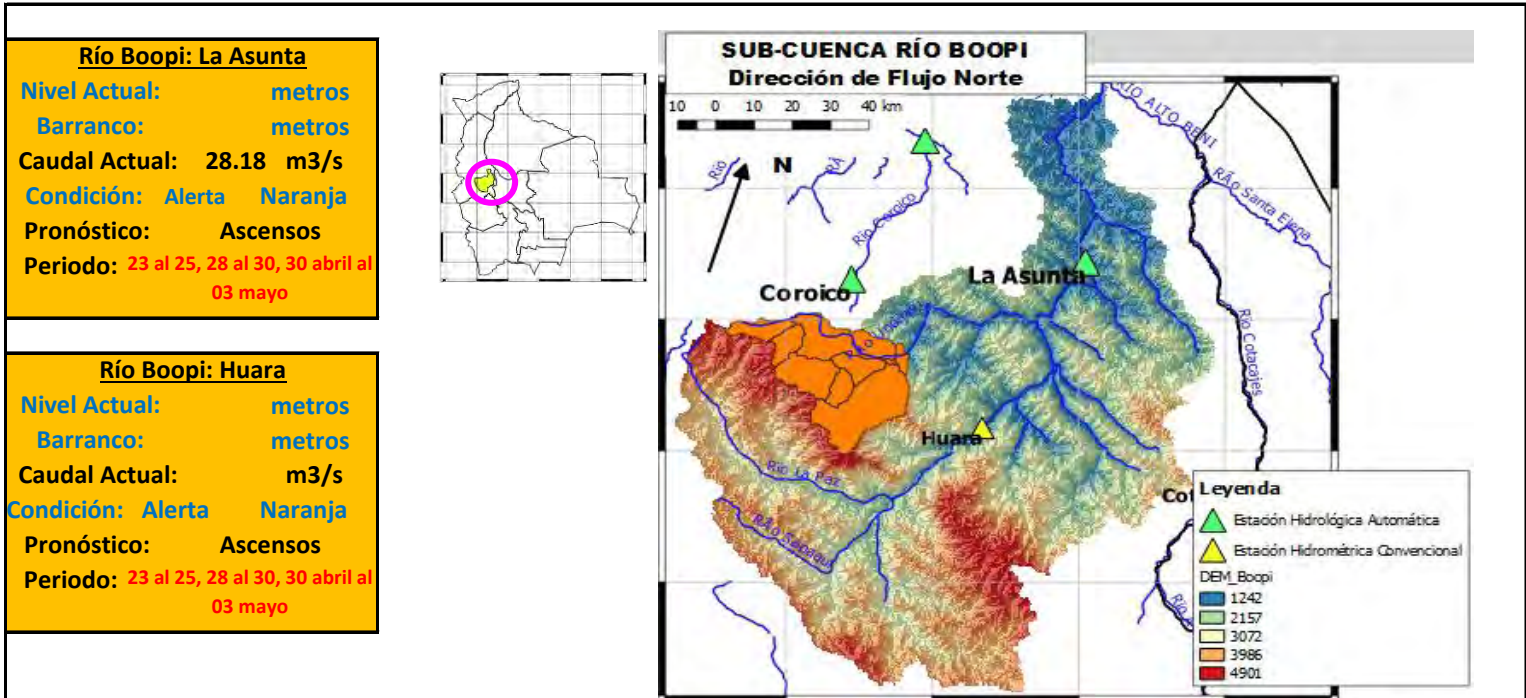 Río Boopi: La Asunta
Nivel Actual: metros
Barranco: metros
Caudal Actual: 28.18 m3/s
Condición: Alerta Naranja
Pronóstico: Ascensos
Periodo: 23 al 25, 28 al 30, 30 abril al
03 mayo
Río Boopi: Huara
Nivel Actual: metros
Barranco: metros
Caudal Actual: m3/s
Condición: Alerta Naranja
Pronóstico: Ascensos
Periodo: 23 al 25, 28 al 30, 30 abril al
03 mayo
SUB-CUENCA RÍO BOOPI
Dirección de Flujo Norte
10 0 10 20 30 40 km
N
Río
RÃ
Río Coroico
RÍO ALTO BENI
RÃo Santa Elena
Coroico
La Asunta
Río Cotacajes
Huara
Río La Paz
RÃo Sapaqui
Leyenda
Estación Hidrológica Automática
Estación Hidrométrica Convencional
DEM_Boopi
1242
2157
3072
3986
4901